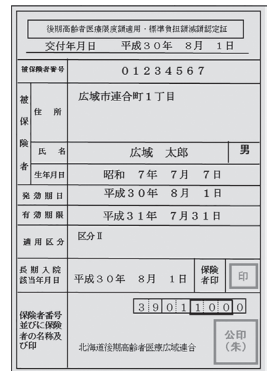 後期高齢者医療限度額適用・標準負担額減額認定証
交付年月日 平成30年 8月 1日
被保険者番号 01234567
被保険者
住所 広域市連合町1丁目
氏名 広域 太郎 男
生年月日 昭和 7年 7月 7日
発効期日 平成30年 8月 1日
有効期限 平成31年 7月31日
適用区分 区分Ⅱ
長期入院該当年月日 平成30年 8月 1日 保険者印 印
保険者番号並びに保険者の名称及び印
39011000
北海道後期高齢者医療広域連合
公印(朱)